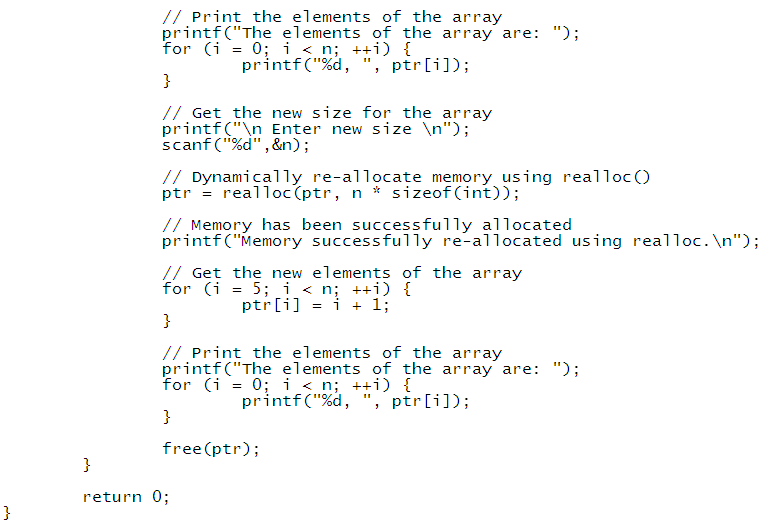 // Print the elements of the array
printf("The elements of the array are: ");
for (i = 0; i < n; ++i) {
printf("%d, ", ptr[i]);
}
// Get the new size for the array
printf("\n Enter new size \n");
scanf("%d",&n);
// Dynamically re-allocate memory using realloc()
ptr = realloc(ptr, n * sizeof(int));
// Memory has been successfully allocated
printf("Memory successfully re-allocated using realloc.\n");
// Get the new elements of the array
for (i = 5; i < n; ++i) {
ptr[i] = i + 1;
}
// Print the elements of the array
printf("The elements of the array are: ");
for (i = 0; i < n; ++i) {
printf("%d, ", ptr[i]);
}
free(ptr);
}
return 0;
}